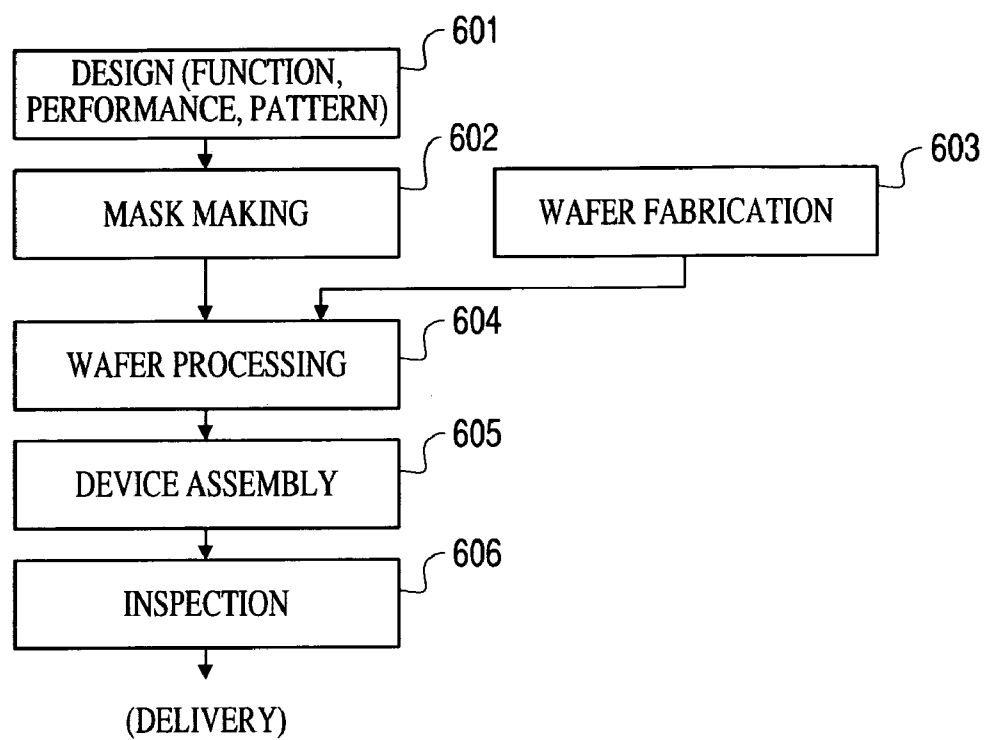 601
DESIGN (FUNCTION,
PERFORMANCE, PATTERN)
602
MASK MAKING
603
WAFER FABRICATION
604
WAFER PROCESSING
605
DEVICE ASSEMBLY
606
INSPECTION
(DELIVERY)